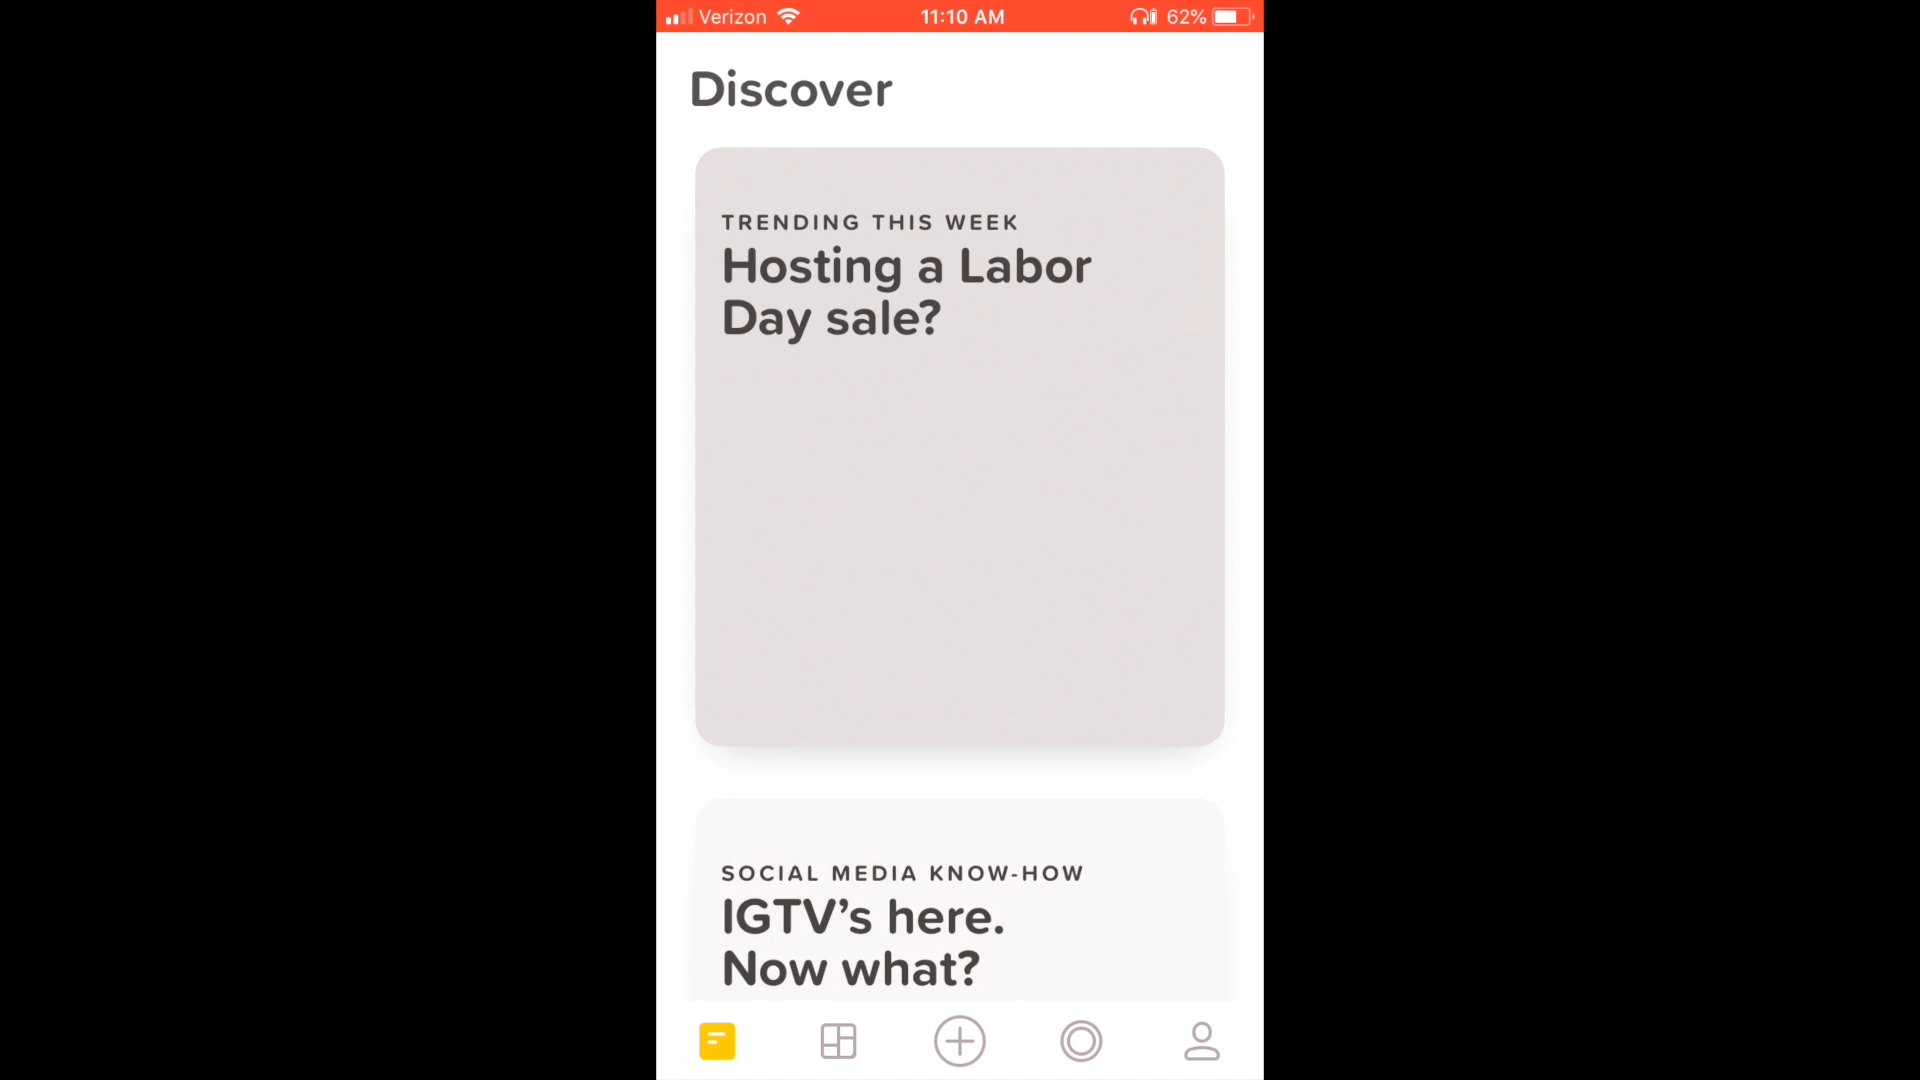 Verizon 11:10 AM 62%
Discover
TRENDING THIS WEEK
Hosting a Labor
Day sale?
SOCIAL MEDIA KNOW-HOW
IGTV’s here.
Now what?